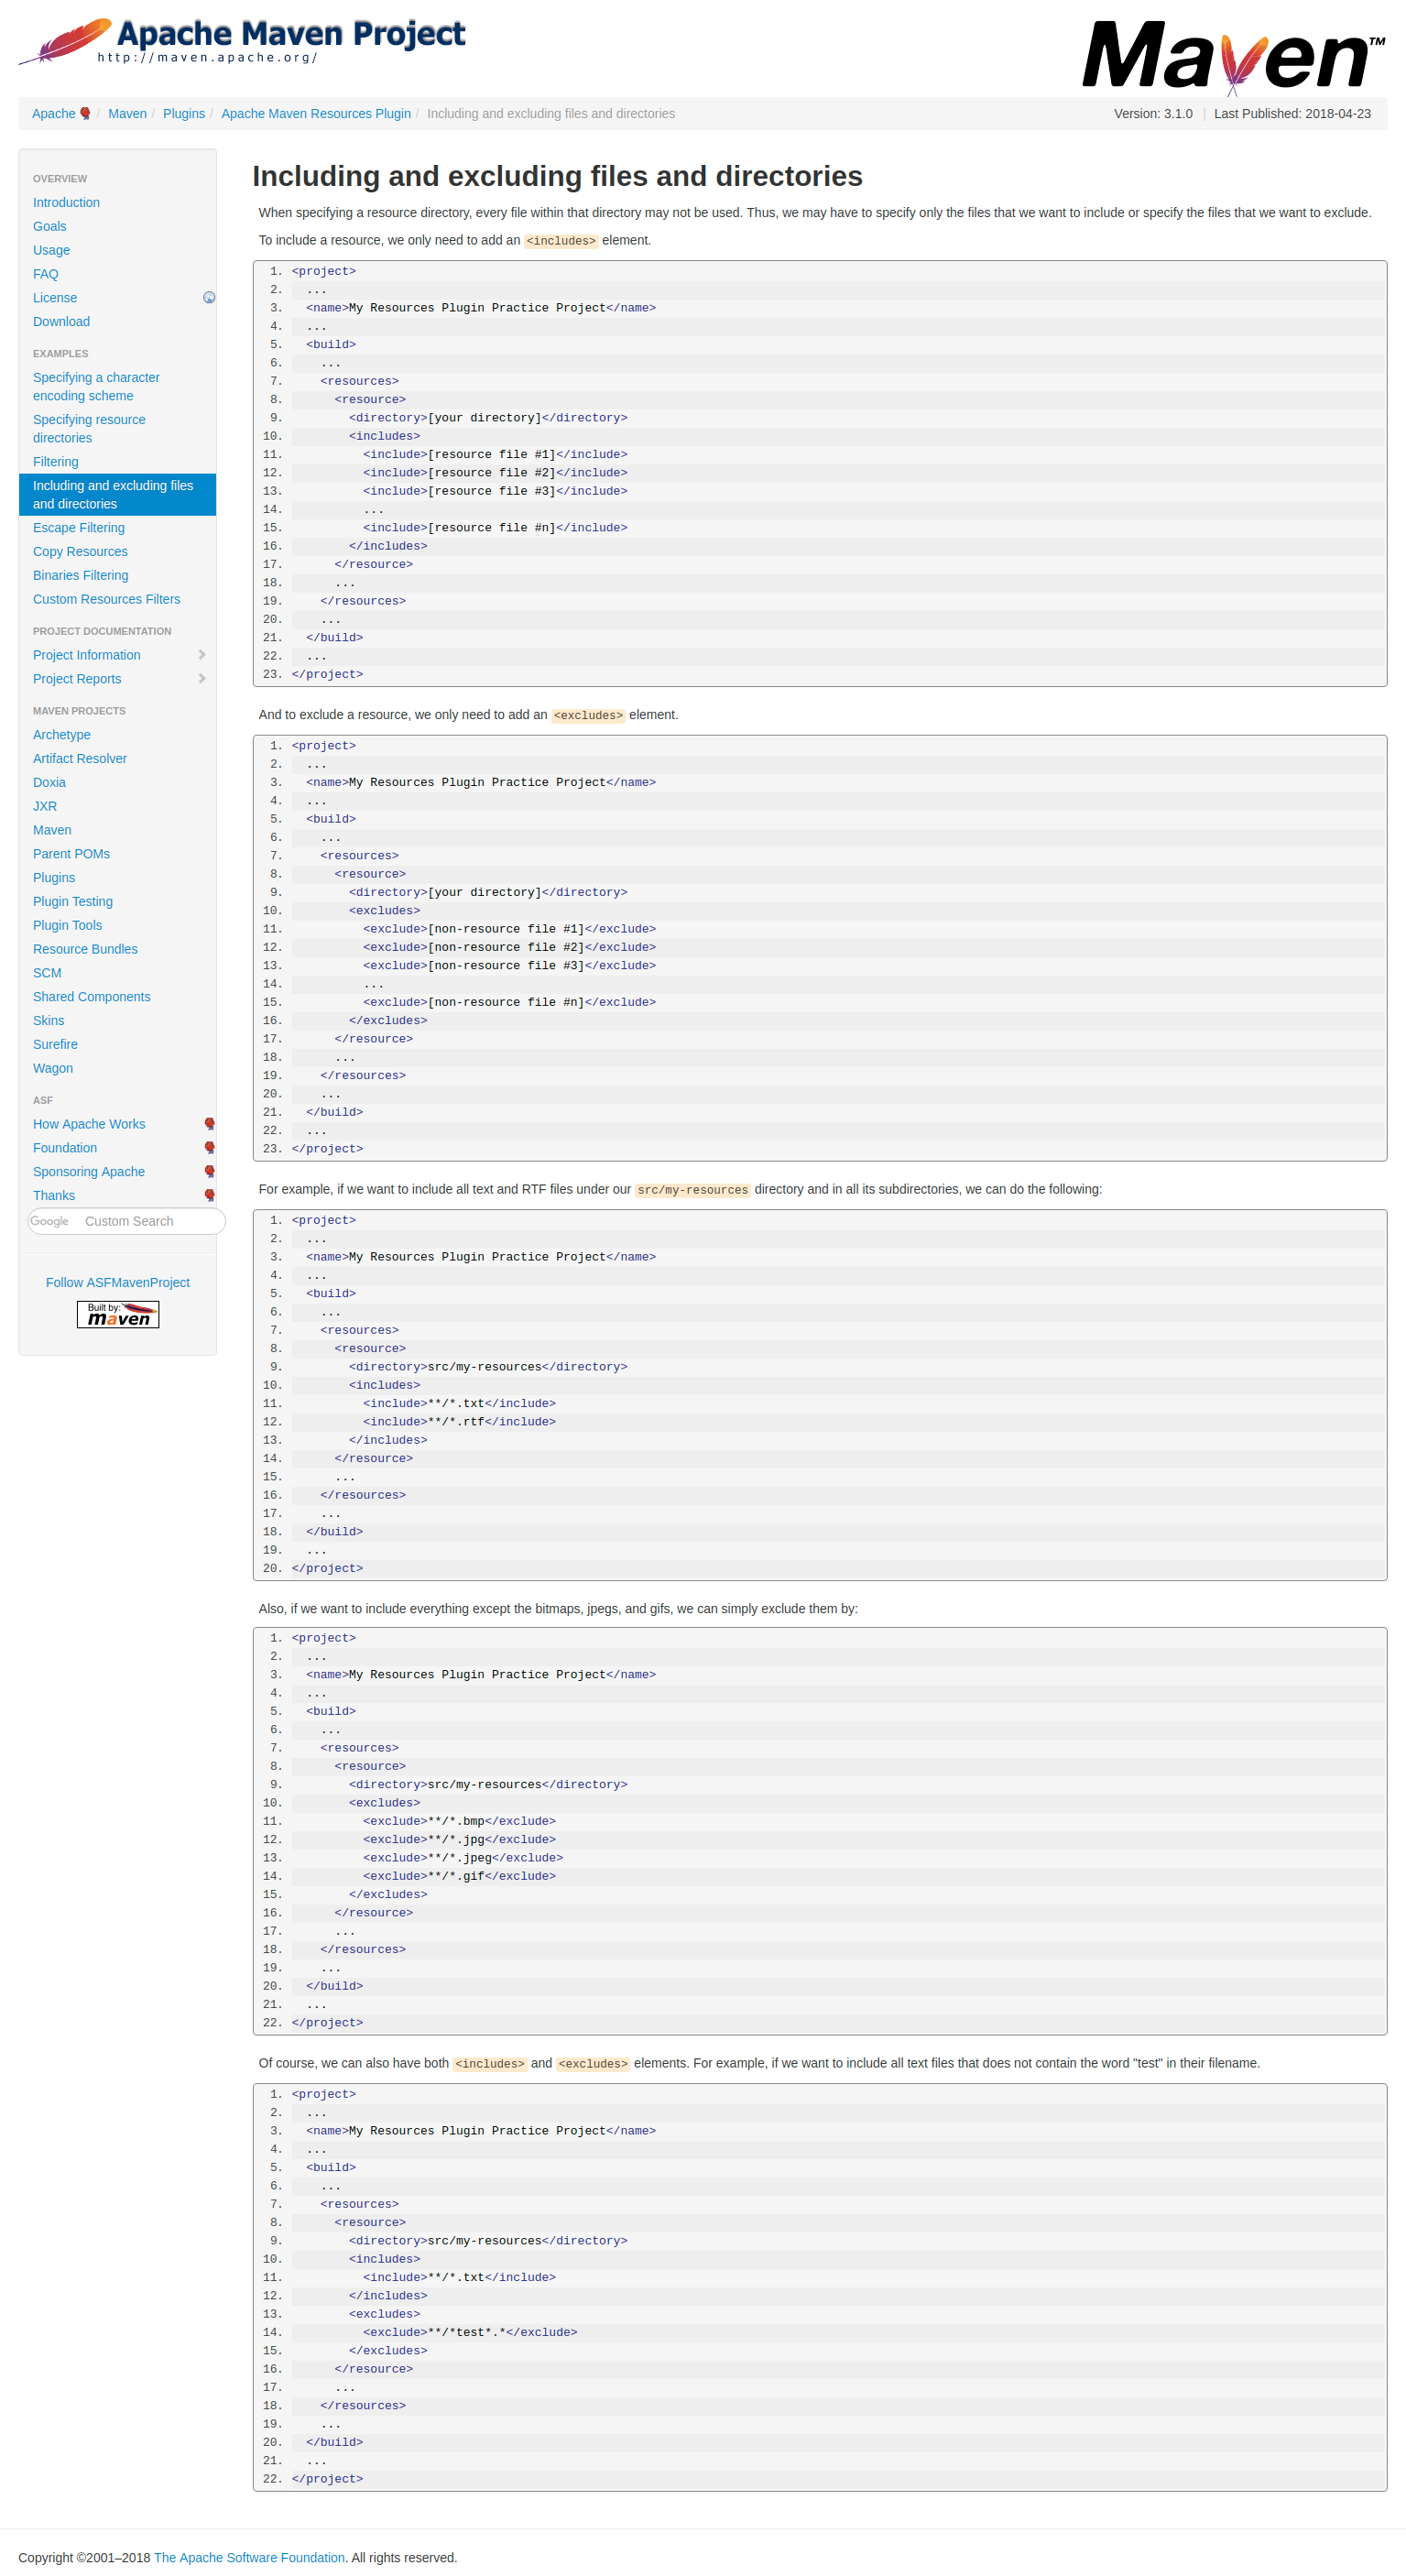 Apache Maven Project
http://maven.apache.org/
Maven™
Apache / Maven / Plugins / Apache Maven Resources Plugin / Including and excluding files and directories
Version: 3.1.0 | Last Published: 2018-04-23
OVERVIEW
Introduction
Goals
Usage
FAQ
License
Download
EXAMPLES
Specifying a character
encoding scheme
Specifying resource
directories
Filtering
Including and excluding files
and directories
Escape Filtering
Copy Resources
Binaries Filtering
Custom Resources Filters
PROJECT DOCUMENTATION
Project Information
Project Reports
MAVEN PROJECTS
Archetype
Artifact Resolver
Doxia
JXR
Maven
Parent POMs
Plugins
Plugin Testing
Plugin Tools
Resource Bundles
SCM
Shared Components
Skins
Surefire
Wagon
ASF
How Apache Works
Foundation
Sponsoring Apache
Thanks
Google Custom Search
Follow ASFMavenProject
Built by:
maven
Including and excluding files and directories
When specifying a resource directory, every file within that directory may not be used. Thus, we may have to specify only the files that we want to include or specify the files that we want to exclude.
To include a resource, we only need to add an <includes> element.
1. <project>
2.   ...
3.   <name>My Resources Plugin Practice Project</name>
4.   ...
5.   <build>
6.     ...
7.     <resources>
8.       <resource>
9.         <directory>[your directory]</directory>
10.         <includes>
11.           <include>[resource file #1]</include>
12.           <include>[resource file #2]</include>
13.           <include>[resource file #3]</include>
14.           ...
15.           <include>[resource file #n]</include>
16.         </includes>
17.       </resource>
18.       ...
19.     </resources>
20.     ...
21.   </build>
22.   ...
23. </project>
And to exclude a resource, we only need to add an <excludes> element.
1. <project>
2.   ...
3.   <name>My Resources Plugin Practice Project</name>
4.   ...
5.   <build>
6.     ...
7.     <resources>
8.       <resource>
9.         <directory>[your directory]</directory>
10.         <excludes>
11.           <exclude>[non-resource file #1]</exclude>
12.           <exclude>[non-resource file #2]</exclude>
13.           <exclude>[non-resource file #3]</exclude>
14.           ...
15.           <exclude>[non-resource file #n]</exclude>
16.         </excludes>
17.       </resource>
18.       ...
19.     </resources>
20.     ...
21.   </build>
22.   ...
23. </project>
For example, if we want to include all text and RTF files under our src/my-resources directory and in all its subdirectories, we can do the following:
1. <project>
2.   ...
3.   <name>My Resources Plugin Practice Project</name>
4.   ...
5.   <build>
6.     ...
7.     <resources>
8.       <resource>
9.         <directory>src/my-resources</directory>
10.         <includes>
11.           <include>**/*.txt</include>
12.           <include>**/*.rtf</include>
13.         </includes>
14.       </resource>
15.       ...
16.     </resources>
17.     ...
18.   </build>
19.   ...
20. </project>
Also, if we want to include everything except the bitmaps, jpegs, and gifs, we can simply exclude them by:
1. <project>
2.   ...
3.   <name>My Resources Plugin Practice Project</name>
4.   ...
5.   <build>
6.     ...
7.     <resources>
8.       <resource>
9.         <directory>src/my-resources</directory>
10.         <excludes>
11.           <exclude>**/*.bmp</exclude>
12.           <exclude>**/*.jpg</exclude>
13.           <exclude>**/*.jpeg</exclude>
14.           <exclude>**/*.gif</exclude>
15.         </excludes>
16.       </resource>
17.       ...
18.     </resources>
19.     ...
20.   </build>
21.   ...
22. </project>
Of course, we can also have both <includes> and <excludes> elements. For example, if we want to include all text files that does not contain the word "test" in their filename.
1. <project>
2.   ...
3.   <name>My Resources Plugin Practice Project</name>
4.   ...
5.   <build>
6.     ...
7.     <resources>
8.       <resource>
9.         <directory>src/my-resources</directory>
10.         <includes>
11.           <include>**/*.txt</include>
12.         </includes>
13.         <excludes>
14.           <exclude>**/*test*.*</exclude>
15.         </excludes>
16.       </resource>
17.       ...
18.     </resources>
19.     ...
20.   </build>
21.   ...
22. </project>
Copyright ©2001–2018 The Apache Software Foundation. All rights reserved.